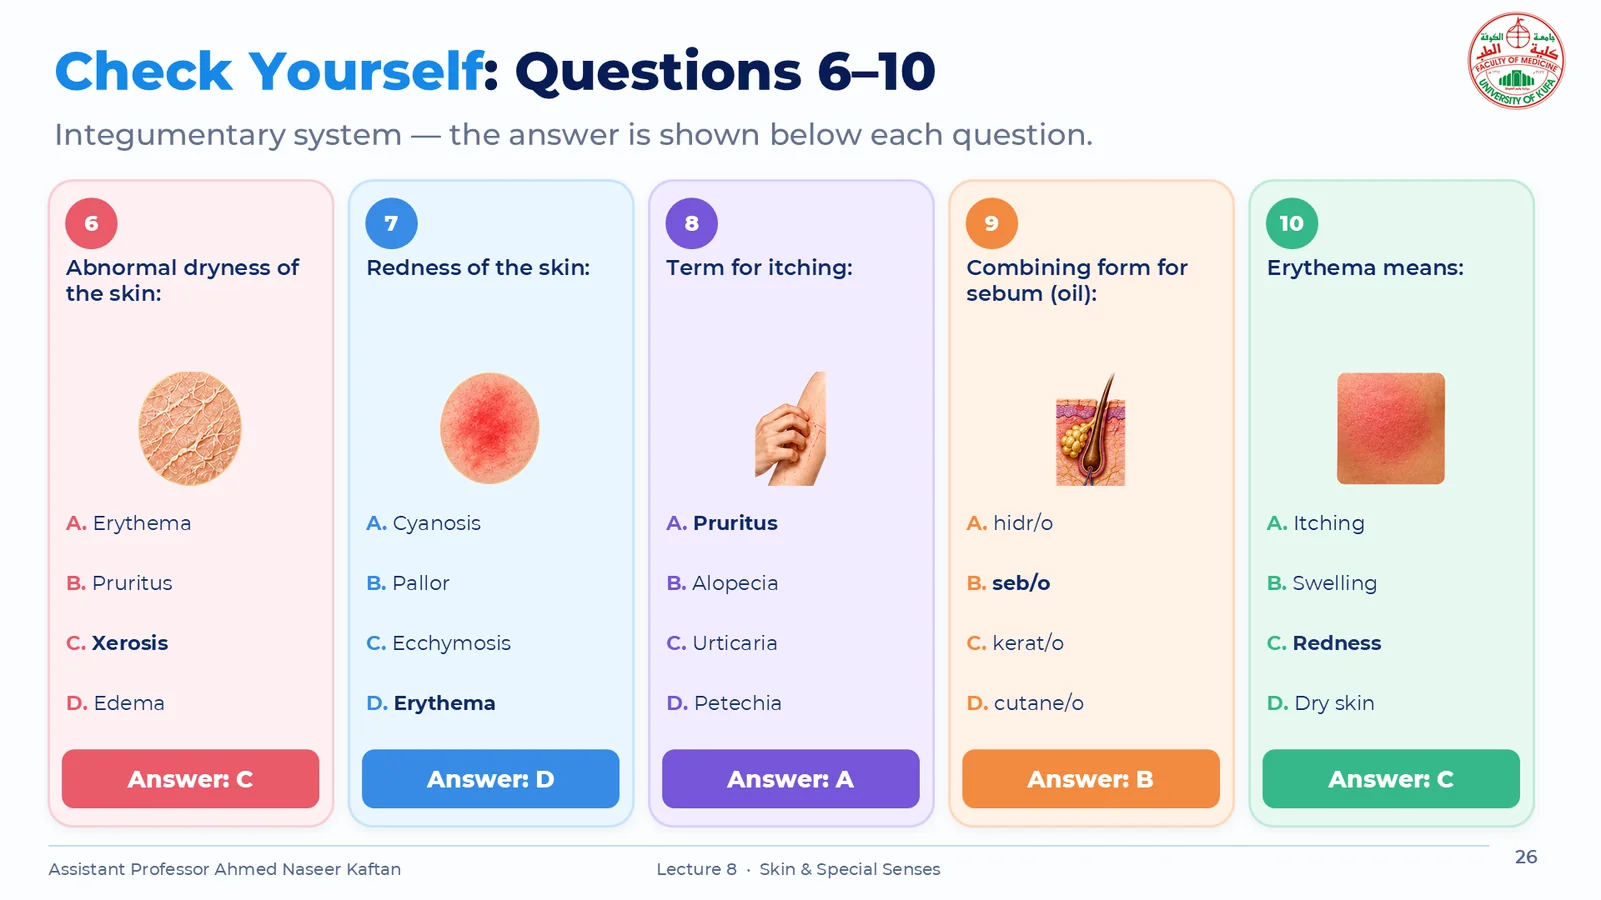 Check Yourself: Questions 6–10
Integumentary system — the answer is shown below each question.
جامعة الكوفة
كلية الطب
FACULTY OF MEDICINE
UNIVERSITY OF KUFA
6
Abnormal dryness of
the skin:
A. Erythema
B. Pruritus
C. Xerosis
D. Edema
Answer: C
7
Redness of the skin:
A. Cyanosis
B. Pallor
C. Ecchymosis
D. Erythema
Answer: D
8
Term for itching:
A. Pruritus
B. Alopecia
C. Urticaria
D. Petechia
Answer: A
9
Combining form for
sebum (oil):
A. hidr/o
B. seb/o
C. kerat/o
D. cutane/o
Answer: B
10
Erythema means:
A. Itching
B. Swelling
C. Redness
D. Dry skin
Answer: C
Assistant Professor Ahmed Naseer Kaftan
Lecture 8 · Skin & Special Senses
26